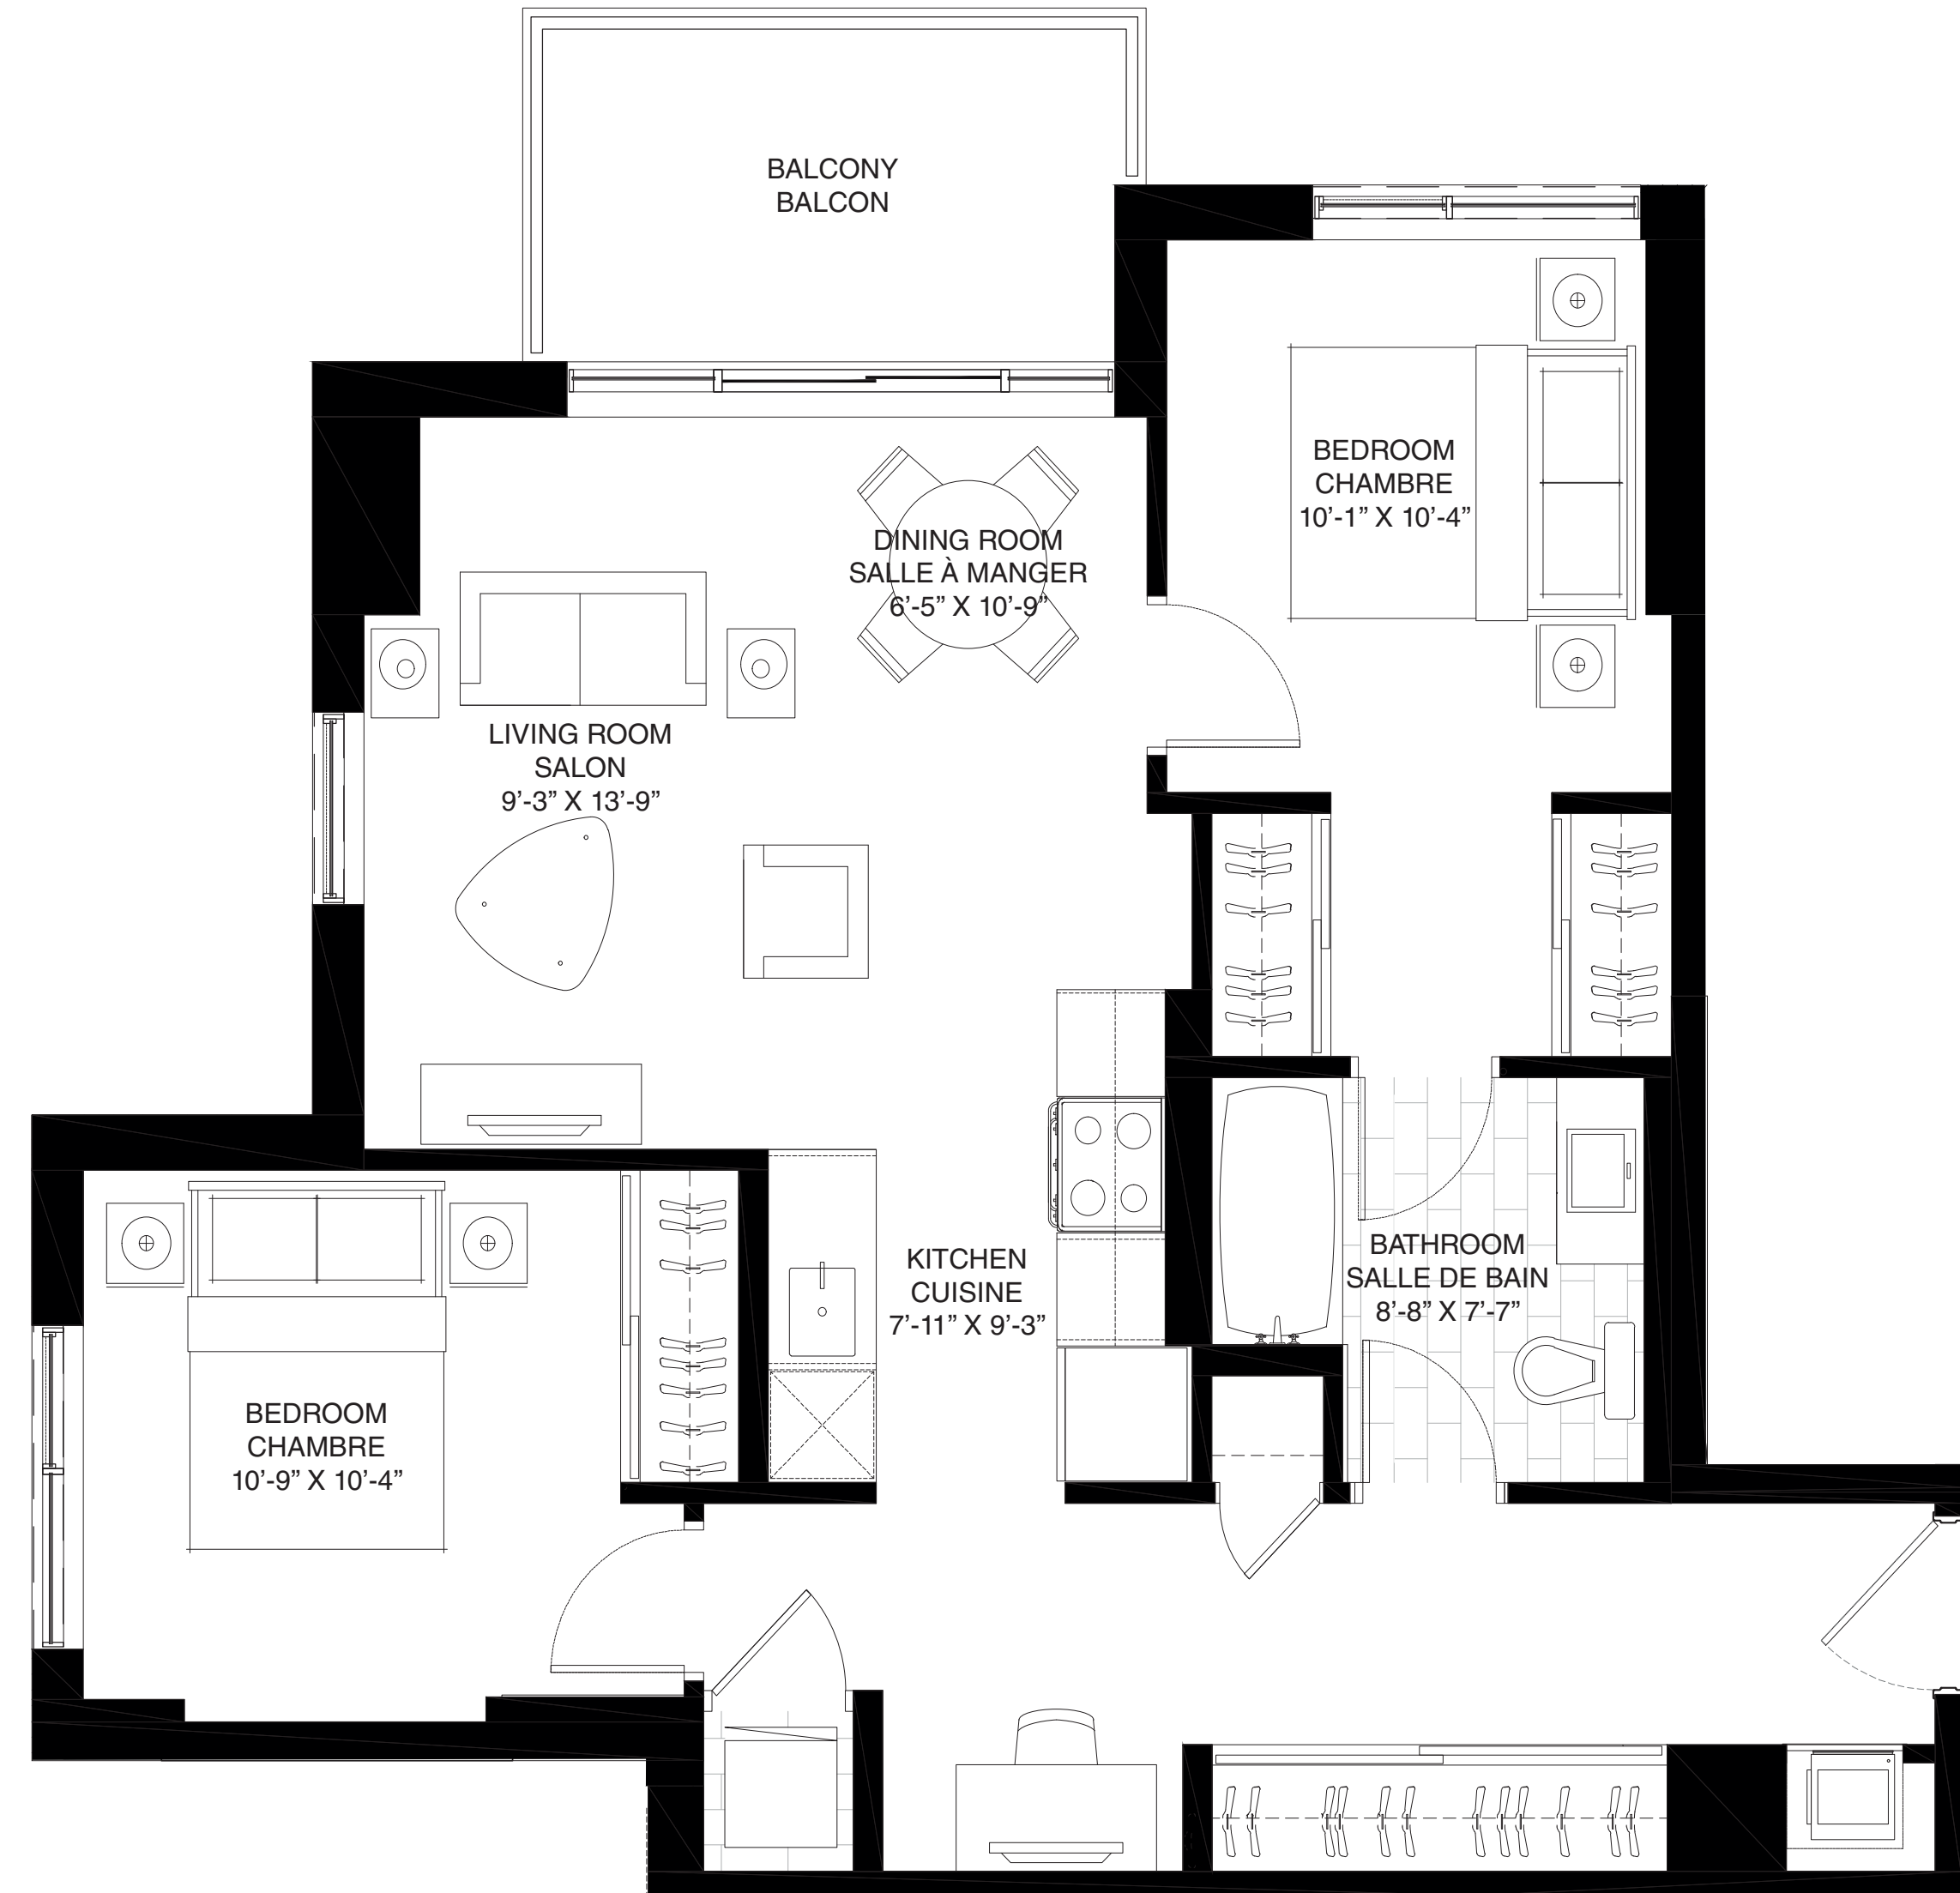 BALCONY
BALCON
BEDROOM
CHAMBRE
10’-1” X 10’-4”
DINING ROOM
SALLE À MANGER
6’-5” X 10’-9”
LIVING ROOM
SALON
9’-3” X 13’-9”
KITCHEN
CUISINE
7’-11” X 9’-3”
BATHROOM
SALLE DE BAIN
8’-8” X 7’-7”
BEDROOM
CHAMBRE
10’-9” X 10’-4”